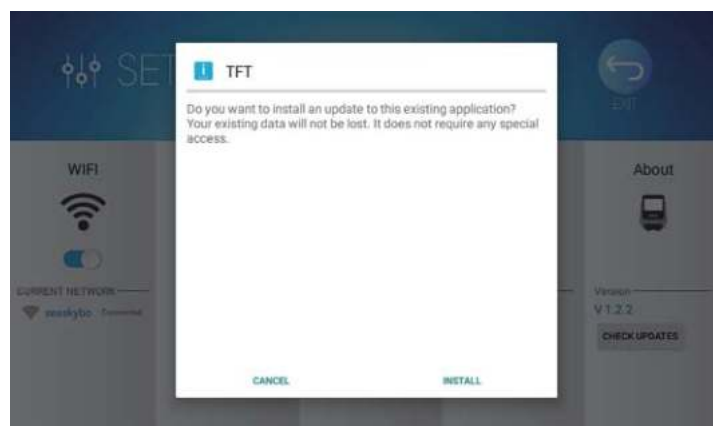 SET
TFT
EXIT
Do you want to install an update to this existing application?
Your existing data will not be lost. It does not require any special
access.
WIFI
About
CURRENT NETWORK
Version
V 1.2.2
CHECK UPDATES
CANCEL
INSTALL